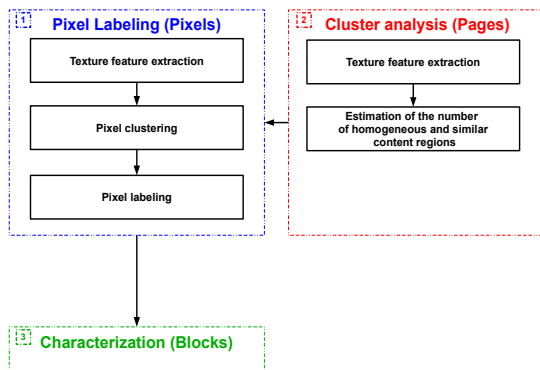 1
Pixel Labeling (Pixels)
Texture feature extraction
Pixel clustering
Pixel labeling
2
Cluster analysis (Pages)
Texture feature extraction
Estimation of the number
of homogeneous and similar
content regions
3
Characterization (Blocks)